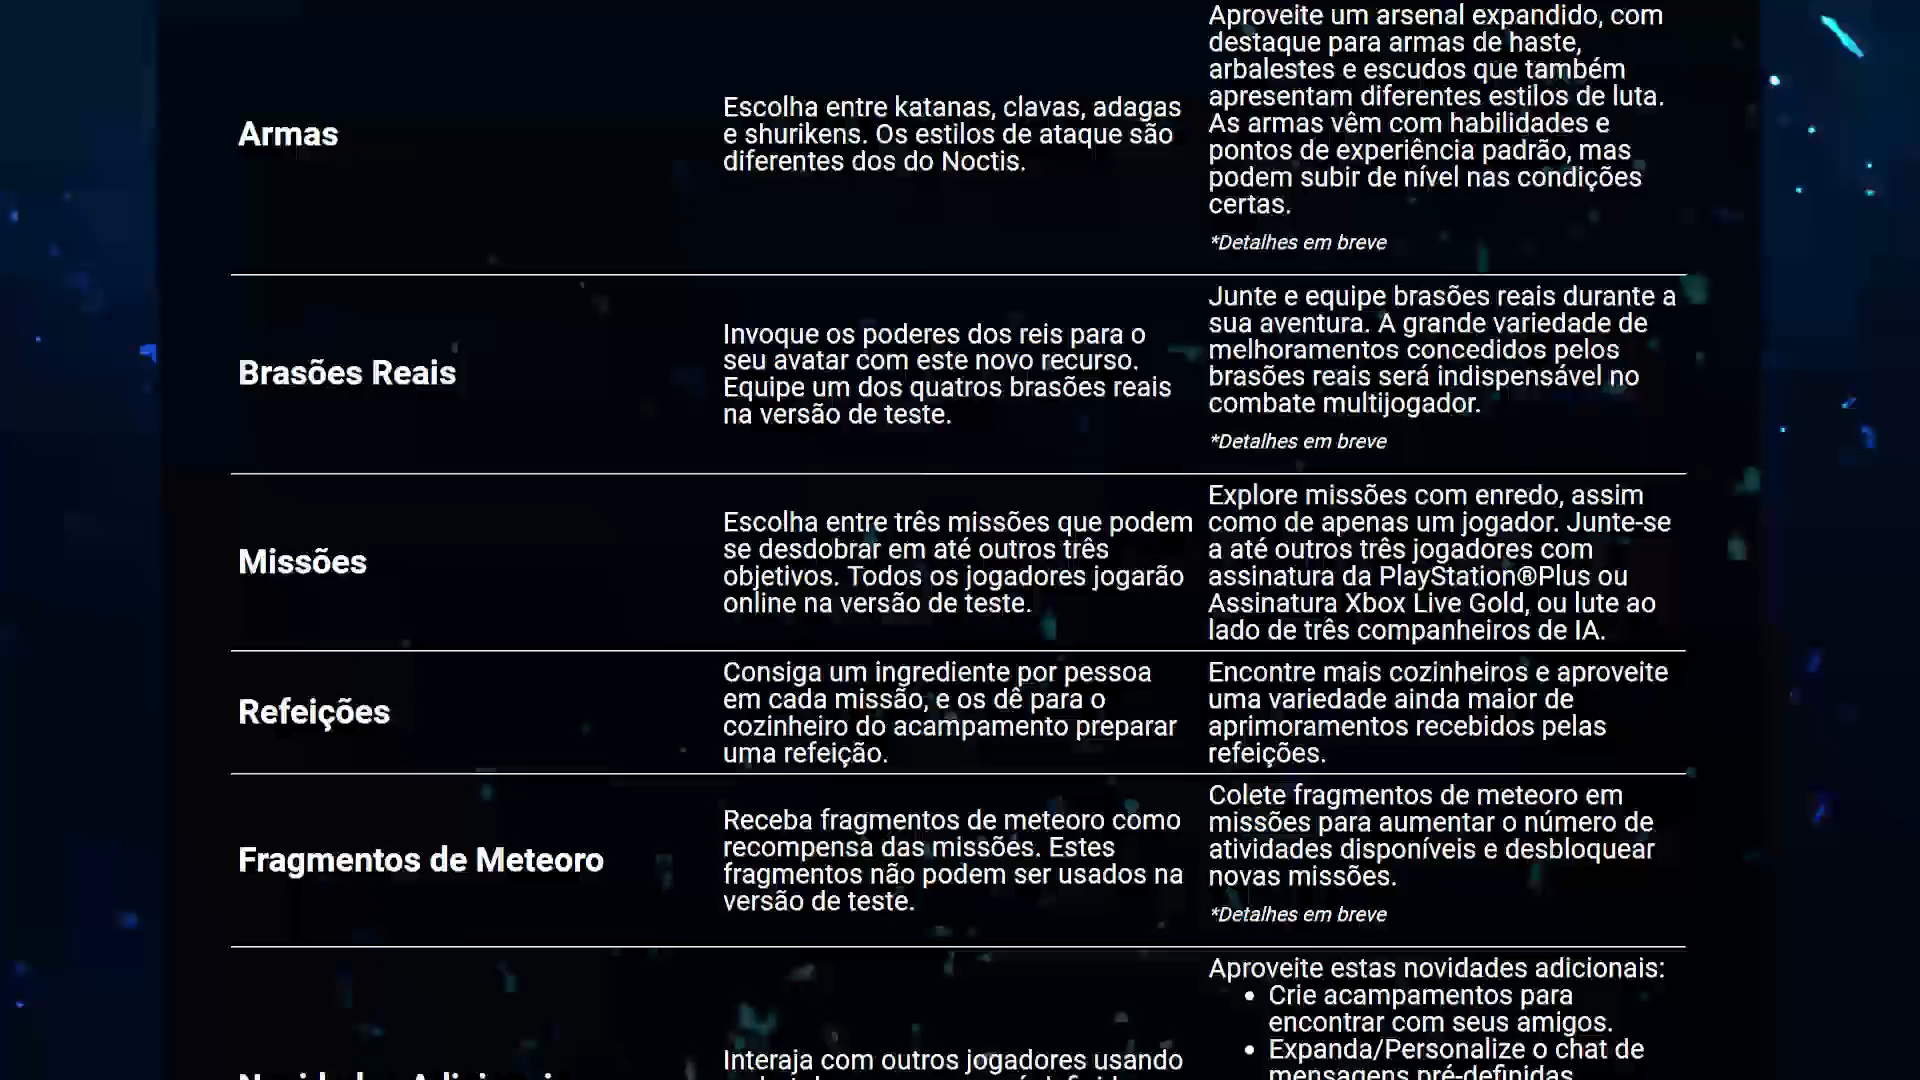 Armas
Escolha entre katanas, clavas, adagas
e shurikens. Os estilos de ataque são
diferentes dos do Noctis.
Aproveite um arsenal expandido, com
destaque para armas de haste,
arbalestes e escudos que também
apresentam diferentes estilos de luta.
As armas vêm com habilidades e
pontos de experiência padrão, mas
podem subir de nível nas condições
certas.
*Detalhes em breve
Brasões Reais
Invoque os poderes dos reis para o
seu avatar com este novo recurso.
Equipe um dos quatros brasões reais
na versão de teste.
Junte e equipe brasões reais durante a
sua aventura. A grande variedade de
melhoramentos concedidos pelos
brasões reais será indispensável no
combate multijogador.
*Detalhes em breve
Missões
Escolha entre três missões que podem
se desdobrar em até outros três
objetivos. Todos os jogadores jogarão
online na versão de teste.
Explore missões com enredo, assim
como de apenas um jogador. Junte-se
a até outros três jogadores com
assinatura da PlayStation®Plus ou
Assinatura Xbox Live Gold, ou lute ao
lado de três companheiros de IA.
Refeições
Consiga um ingrediente por pessoa
em cada missão, e os dê para o
cozinheiro do acampamento preparar
uma refeição.
Encontre mais cozinheiros e aproveite
uma variedade ainda maior de
aprimoramentos recebidos pelas
refeições.
Fragmentos de Meteoro
Receba fragmentos de meteoro como
recompensa das missões. Estes
fragmentos não podem ser usados na
versão de teste.
Colete fragmentos de meteoro em
missões para aumentar o número de
atividades disponíveis e desbloquear
novas missões.
*Detalhes em breve
Interaja com outros jogadores usando
Aproveite estas novidades adicionais:
• Crie acampamentos para
encontrar com seus amigos.
• Expanda/Personalize o chat de
mensagens pré-definidas